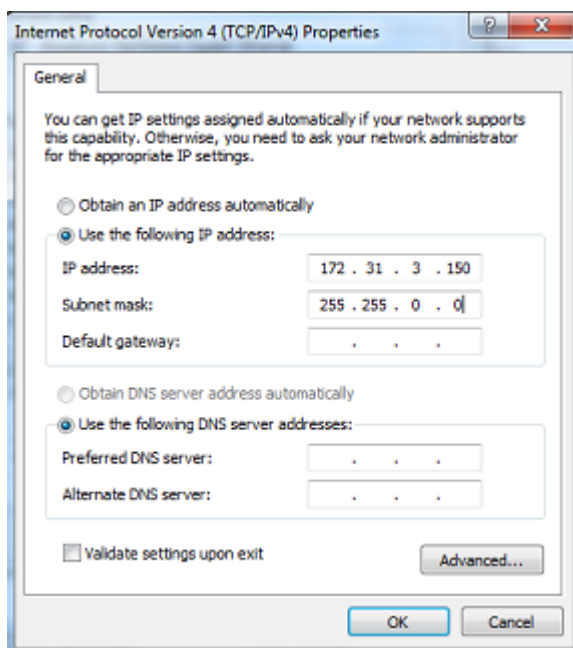 Internet Protocol Version 4 (TCP/IPv4) Properties
General
You can get IP settings assigned automatically if your network supports
this capability. Otherwise, you need to ask your network administrator
for the appropriate IP settings.
Obtain an IP address automatically
Use the following IP address:
IP address: 172 . 31 . 3 . 150
Subnet mask: 255 . 255 . 0 . 0
Default gateway: . . .
Obtain DNS server address automatically
Use the following DNS server addresses:
Preferred DNS server: . . .
Alternate DNS server: . . .
Validate settings upon exit
Advanced...
OK Cancel